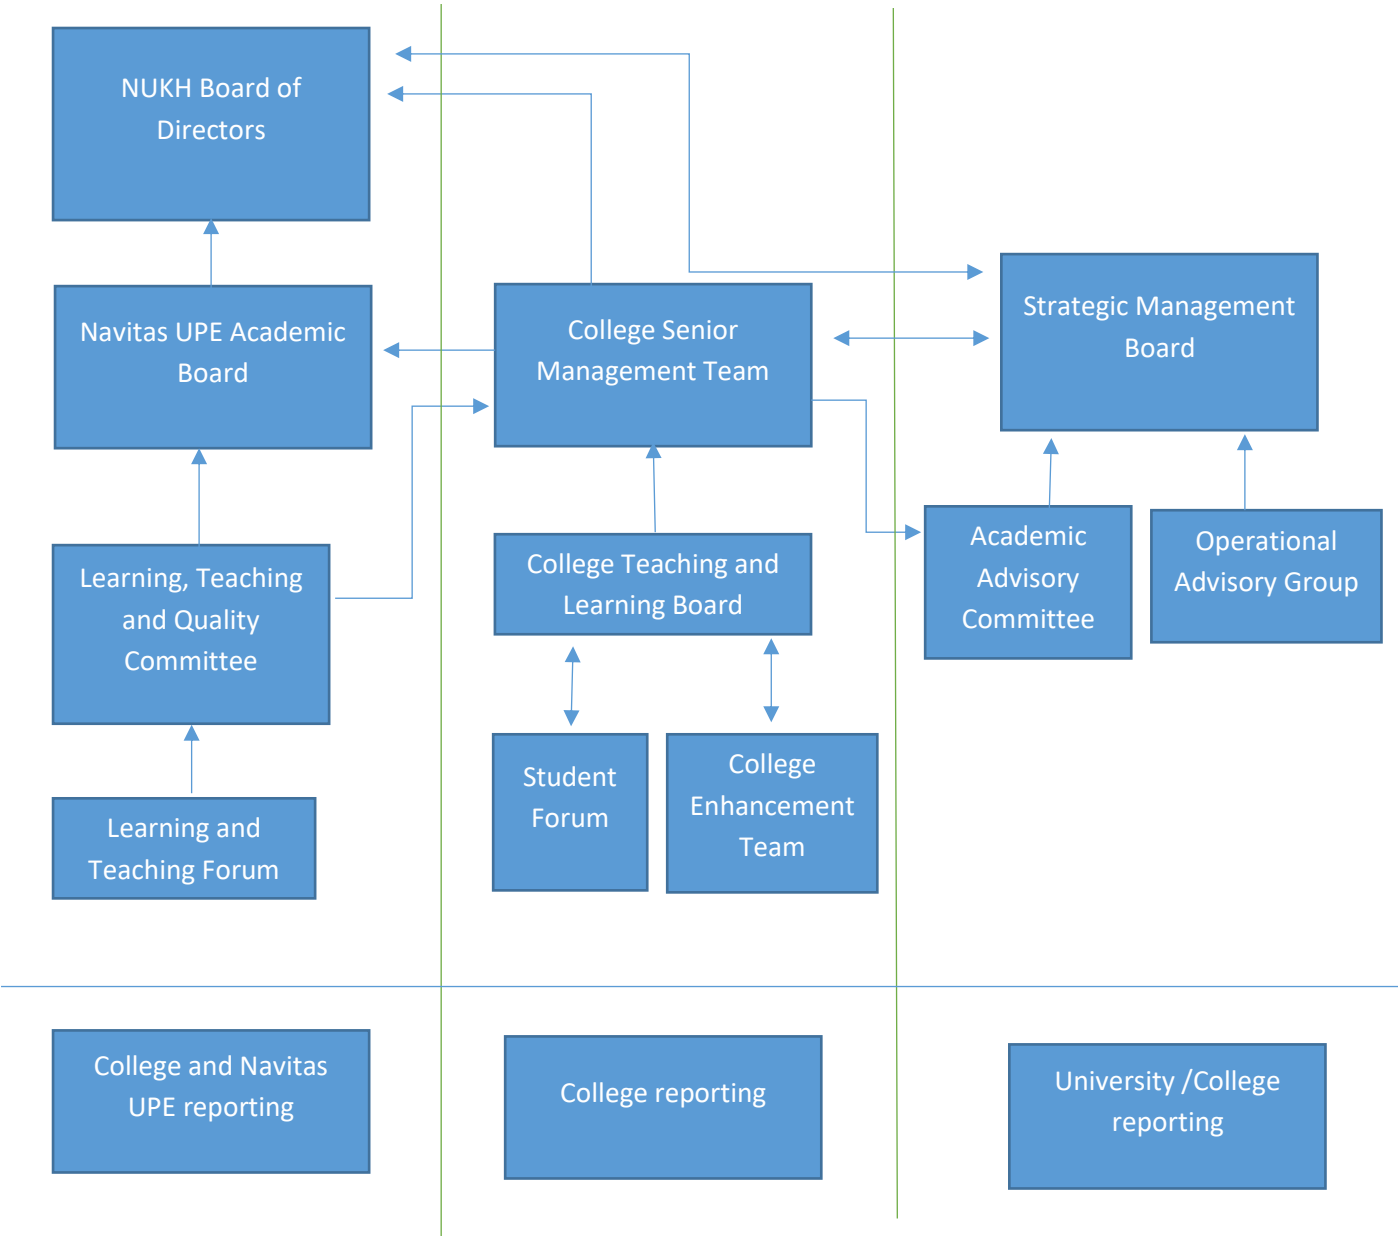 NUKH Board of
Directors
Navitas UPE Academic
Board
College Senior
Management Team
Strategic Management
Board
Learning, Teaching
and Quality
Committee
College Teaching and
Learning Board
Academic
Advisory
Committee
Operational
Advisory Group
Learning and
Teaching Forum
Student
Forum
College
Enhancement
Team
College and Navitas
UPE reporting
College reporting
University /College
reporting